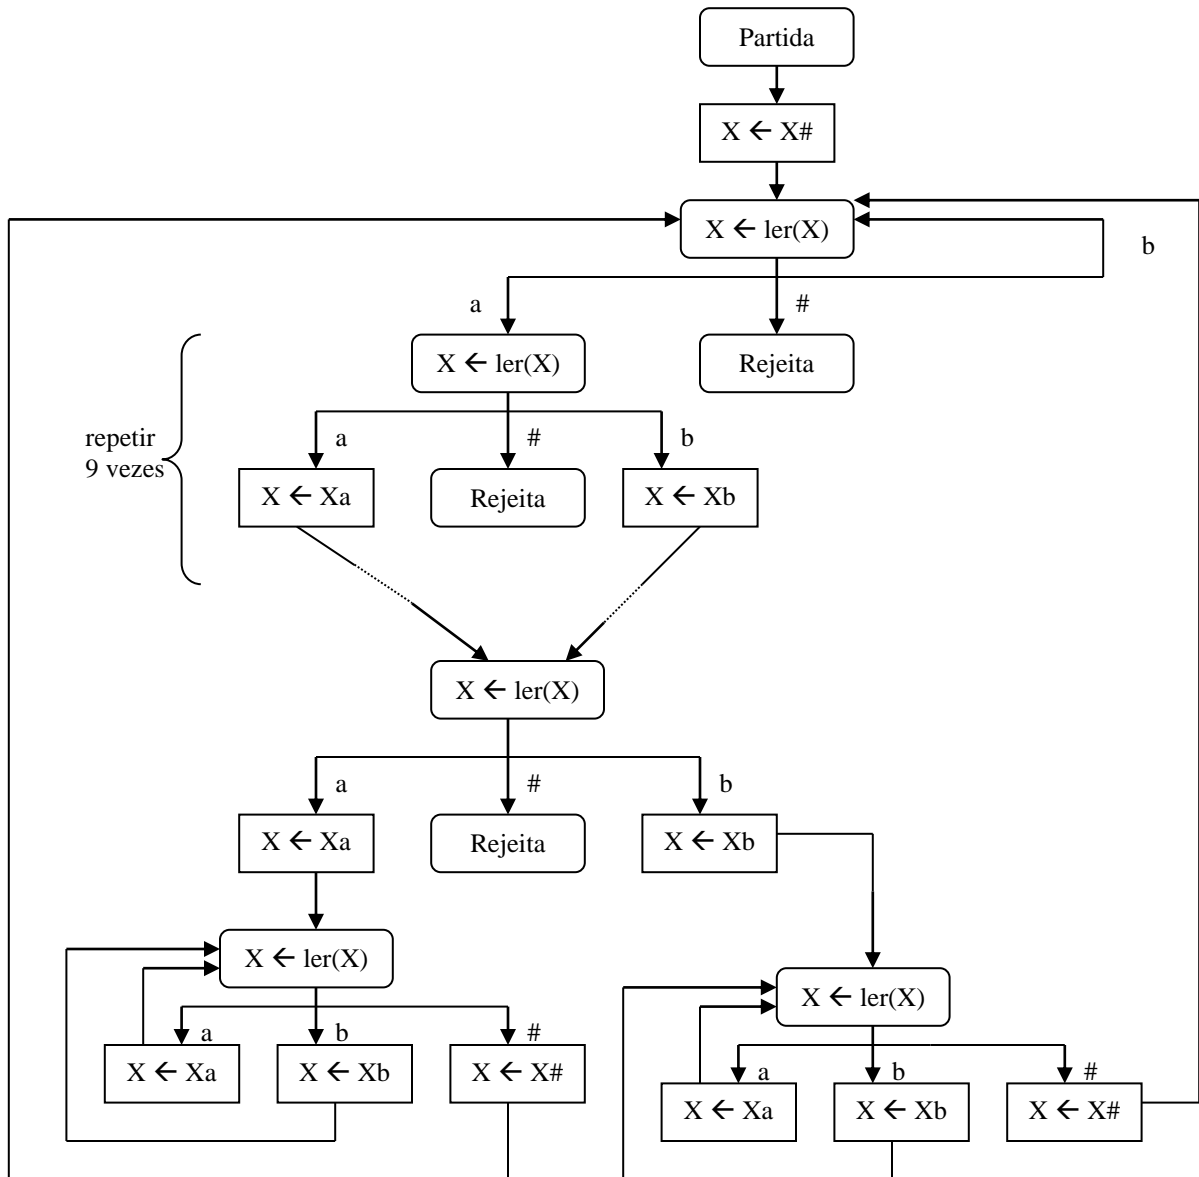 Partida
X ← X#
X ← ler(X)
b
a
#
X ← ler(X)
Rejeita
repetir
9 vezes
a
#
b
X ← Xa
Rejeita
X ← Xb
X ← ler(X)
a
#
b
X ← Xa
Rejeita
X ← Xb
X ← ler(X)
X ← ler(X)
a
b
#
X ← Xa
X ← Xb
X ← X#
a
b
#
X ← Xa
X ← Xb
X ← X#